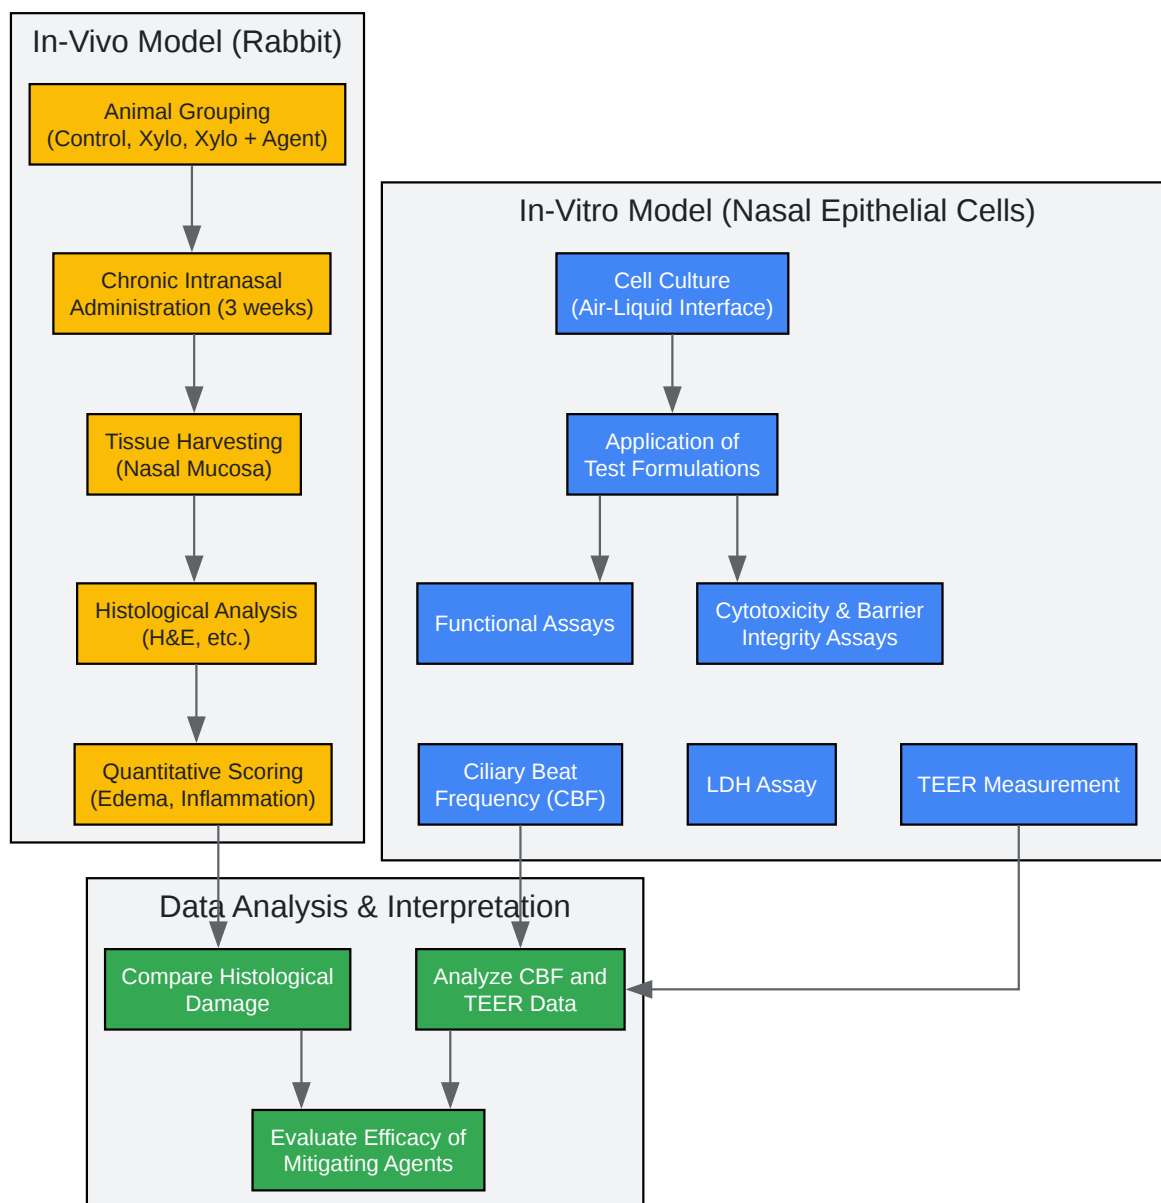 In-Vivo Model (Rabbit)
Animal Grouping
(Control, Xylo, Xylo + Agent)
Chronic Intranasal
Administration (3 weeks)
Tissue Harvesting
(Nasal Mucosa)
Histological Analysis
(H&E, etc.)
Quantitative Scoring
(Edema, Inflammation)
In-Vitro Model (Nasal Epithelial Cells)
Cell Culture
(Air-Liquid Interface)
Application of
Test Formulations
Functional Assays
Cytotoxicity & Barrier
Integrity Assays
Ciliary Beat
Frequency (CBF)
LDH Assay
TEER Measurement
Data Analysis & Interpretation
Compare Histological
Damage
Analyze CBF and
TEER Data
Evaluate Efficacy of
Mitigating Agents